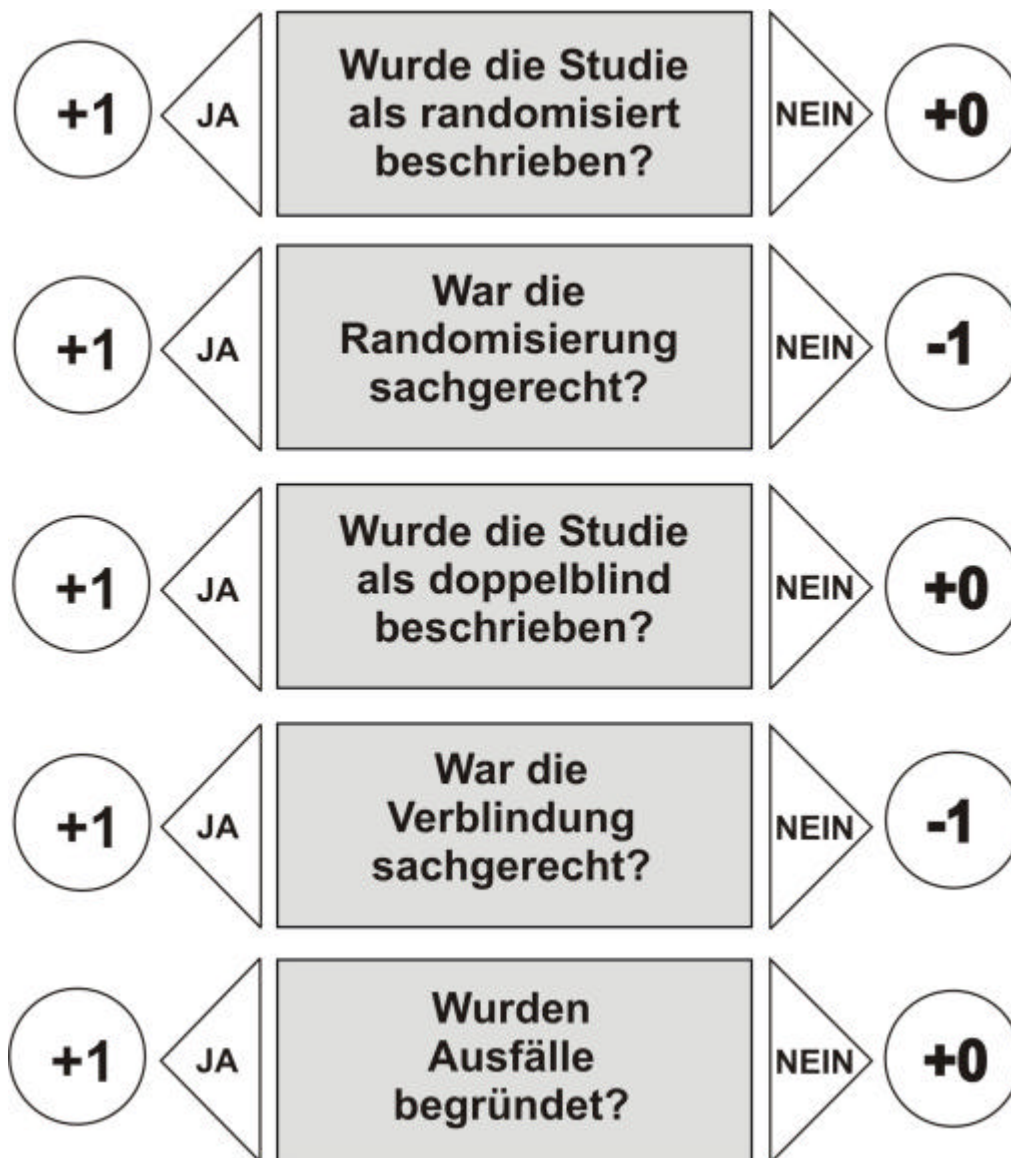 +1
JA
Wurde die Studie
als randomisiert
beschrieben?
NEIN
+0
+1
JA
War die
Randomisierung
sachgerecht?
NEIN
-1
+1
JA
Wurde die Studie
als doppelblind
beschrieben?
NEIN
+0
+1
JA
War die
Verblindung
sachgerecht?
NEIN
-1
+1
JA
Wurden
Ausfälle
begründet?
NEIN
+0